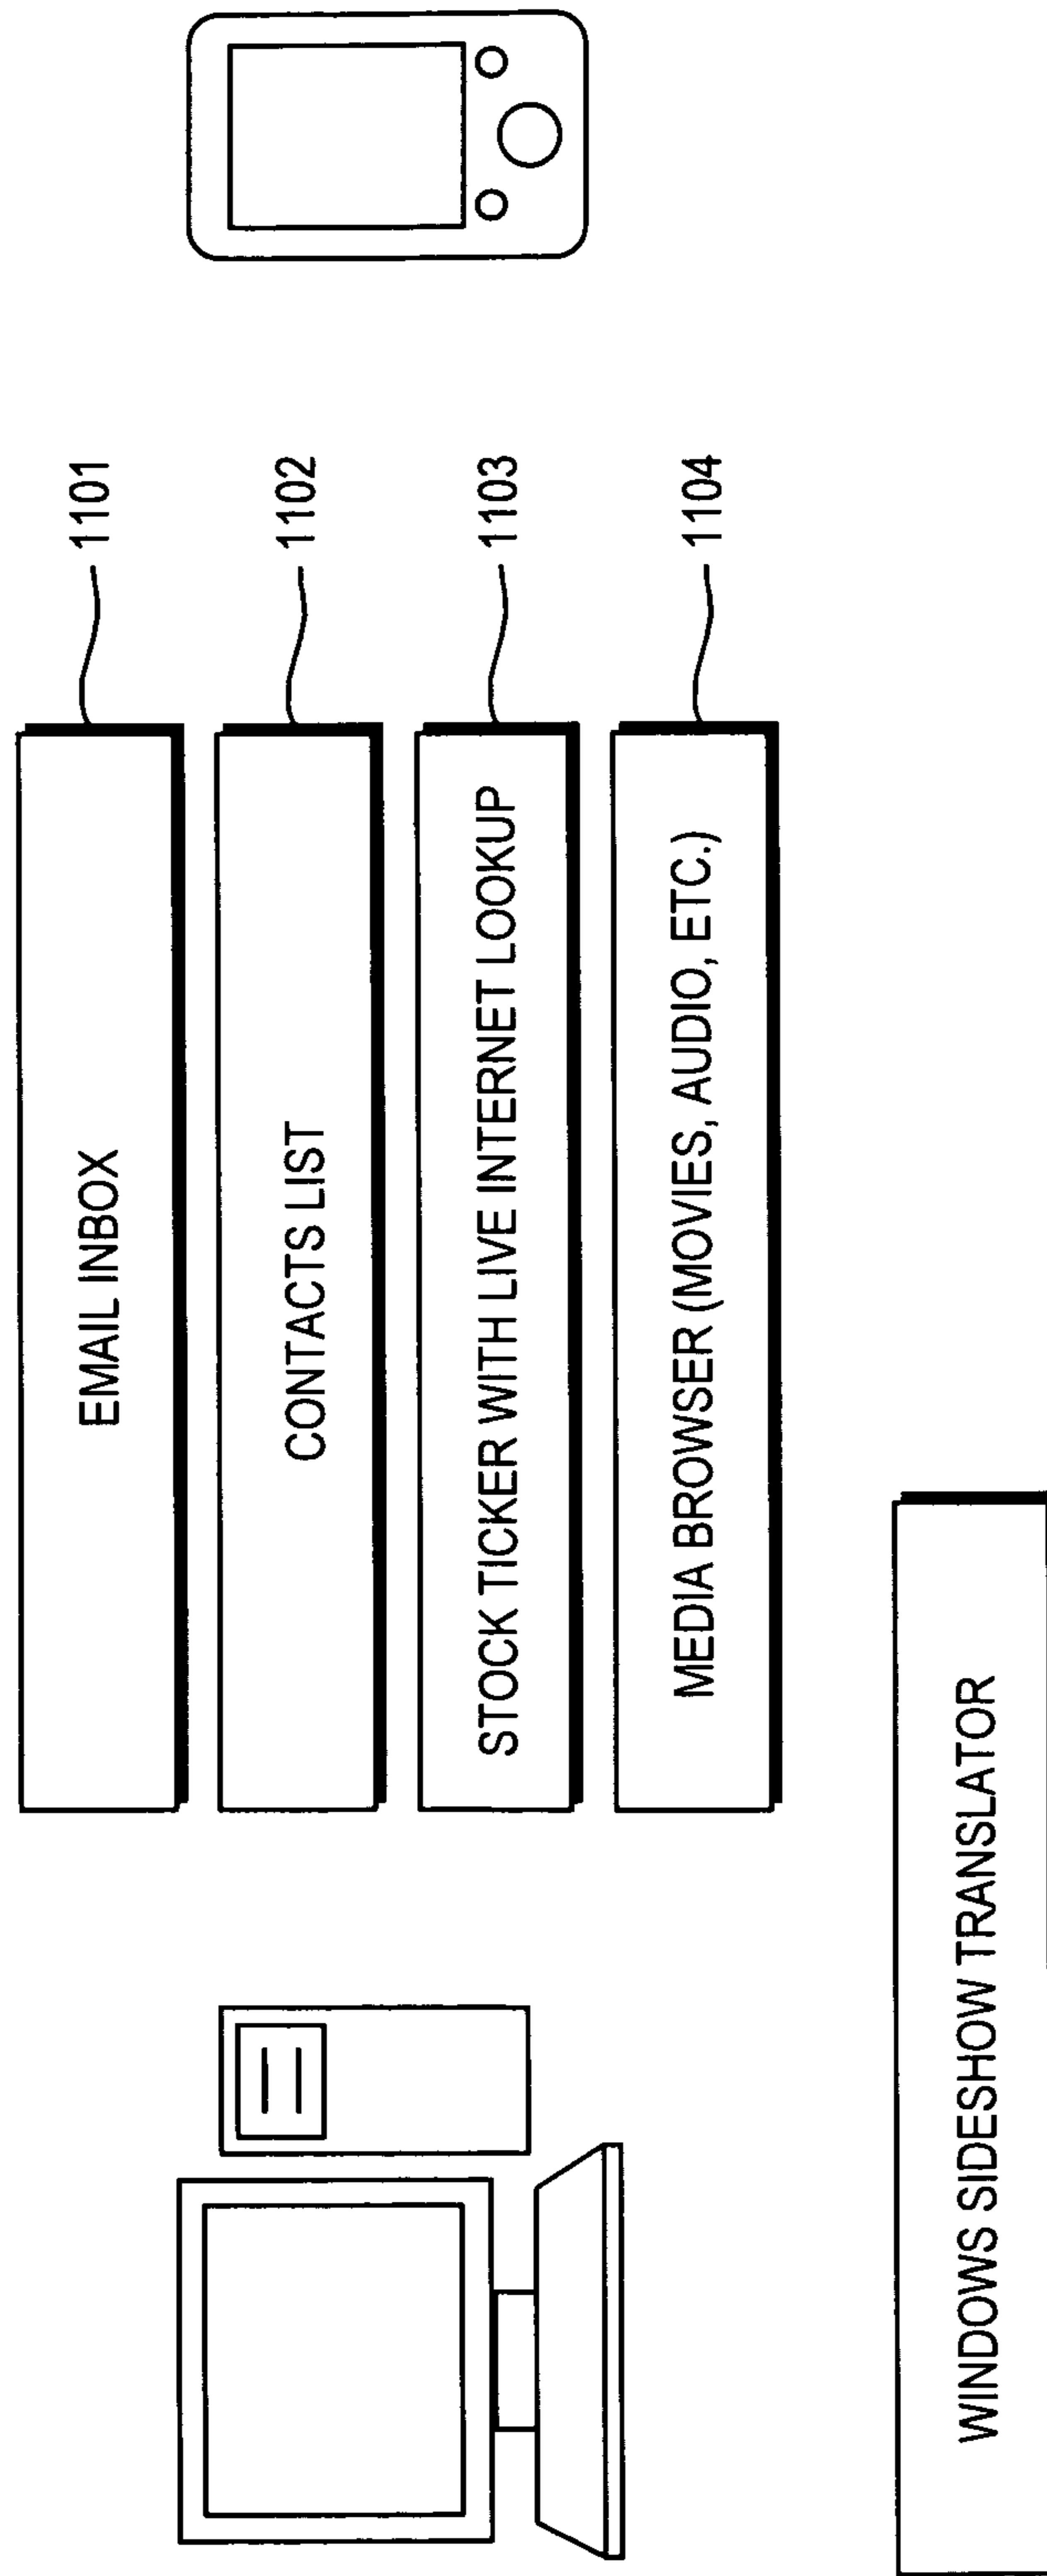 EMAIL INBOX
1101
CONTACTS LIST
1102
STOCK TICKER WITH LIVE INTERNET LOOKUP
1103
MEDIA BROWSER (MOVIES, AUDIO, ETC.)
1104
WINDOWS SIDESHOW TRANSLATOR